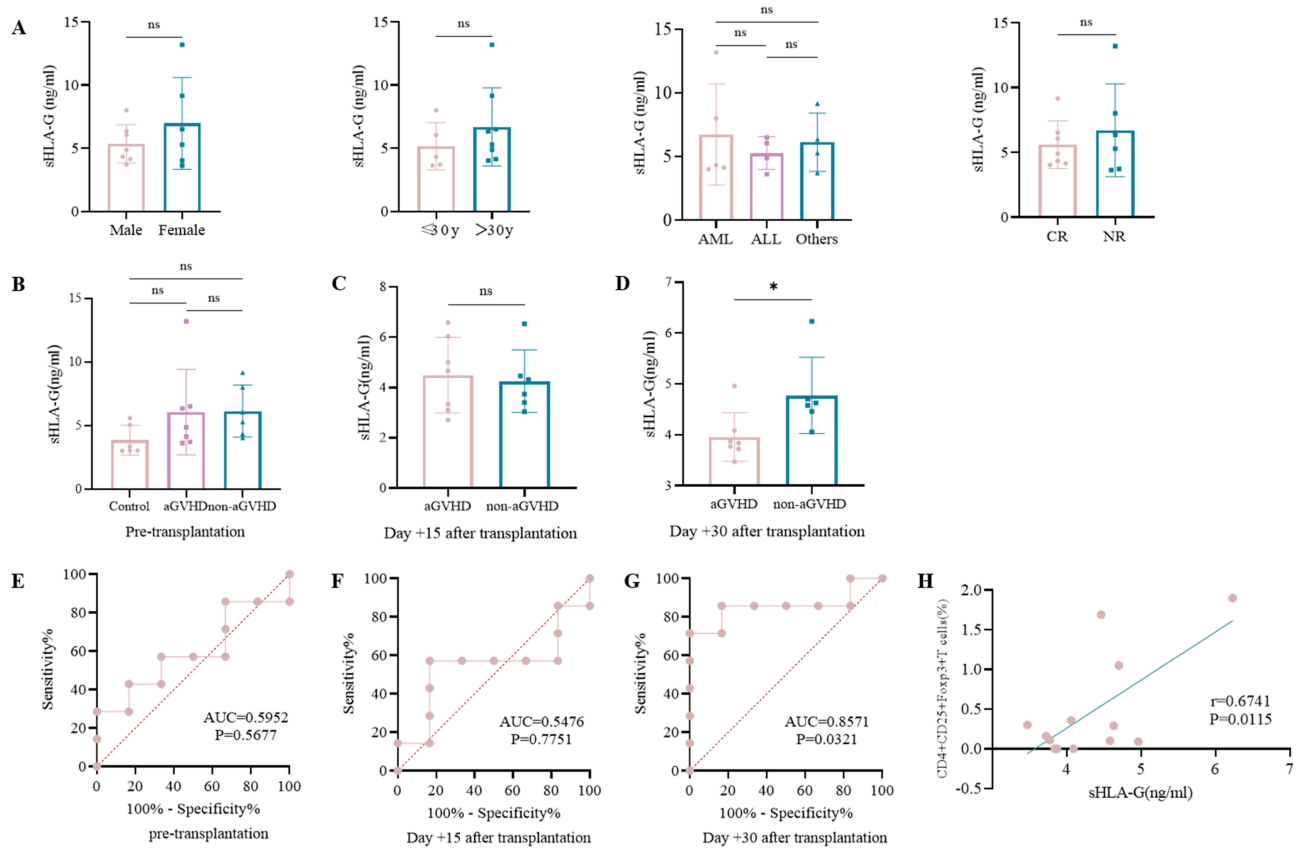 A
sHLA-G (ng/ml)
15
10
5
0
ns
Male
Female
sHLA-G (ng/ml)
15
10
5
0
ns
≤30 y
>30y
sHLA-G (ng/ml)
15
10
5
0
ns
ns
ns
AML
ALL
Others
sHLA-G (ng/ml)
15
10
5
0
ns
CR
NR
B
sHLA-G(ng/ml)
15
10
5
0
ns
ns
ns
Control
aGVHD
non-aGVHD
Pre-transplantation
C
sHLA-G(ng/ml)
8
6
4
2
0
ns
aGVHD
non-aGVHD
Day +15 after transplantation
D
sHLA-G(ng/ml)
7
6
5
4
3
*
aGVHD
non-aGVHD
Day +30 after transplantation
E
Sensitivity%
100
80
60
40
20
0
AUC=0.5952
P=0.5677
0 20 40 60 80 100
100% - Specificity%
pre-transplantation
F
Sensitivity%
100
80
60
40
20
0
AUC=0.5476
P=0.7751
0 20 40 60 80 100
100% - Specificity%
Day +15 after transplantation
G
Sensitivity%
100
80
60
40
20
0
AUC=0.8571
P=0.0321
0 20 40 60 80 100
100% - Specificity%
Day +30 after transplantation
H
CD4+CD25+Foxp3+T cells(%)
2.0
1.5
1.0
0.5
0.0
-0.5
r=0.6741
P=0.0115
4 5 6 7
sHLA-G(ng/ml)